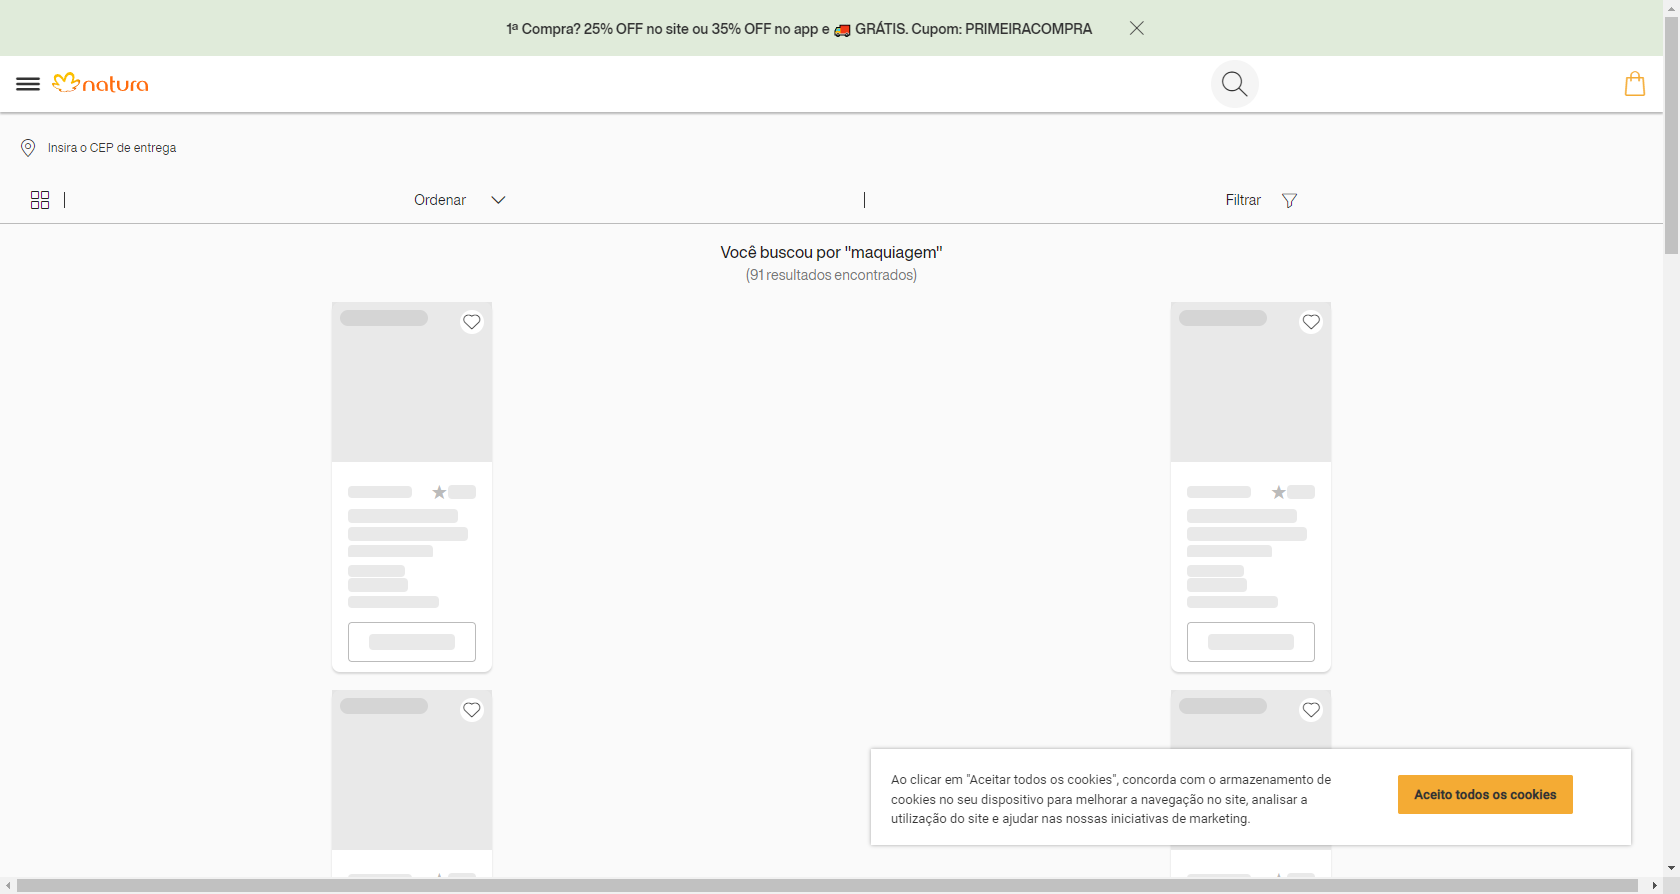 1ª Compra? 25% OFF no site ou 35% OFF no app e 🚚 GRÁTIS. Cupom: PRIMEIRACOMPRA
natura
Insira o CEP de entrega
Ordenar
Filtrar
Você buscou por "maquiagem"
(91 resultados encontrados)
Ao clicar em "Aceitar todos os cookies", concorda com o armazenamento de
cookies no seu dispositivo para melhorar a navegação no site, analisar a
utilização do site e ajudar nas nossas iniciativas de marketing.
Aceito todos os cookies